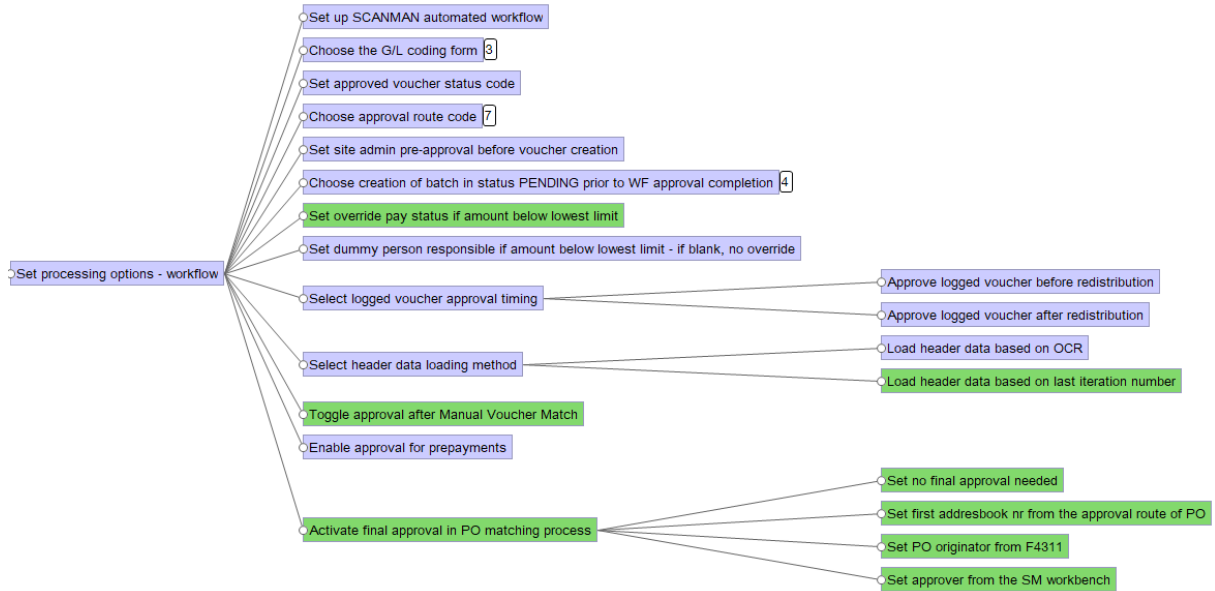 Set up SCANMAN automated workflow
Choose the G/L coding form 3
Set approved voucher status code
Choose approval route code 7
Set site admin pre-approval before voucher creation
Choose creation of batch in status PENDING prior to WF approval completion 4
Set override pay status if amount below lowest limit
Set dummy person responsible if amount below lowest limit - if blank, no override
Set processing options - workflow
Select logged voucher approval timing
Approve logged voucher before redistribution
Approve logged voucher after redistribution
Select header data loading method
Load header data based on OCR
Load header data based on last iteration number
Toggle approval after Manual Voucher Match
Enable approval for prepayments
Activate final approval in PO matching process
Set no final approval needed
Set first addresbook nr from the approval route of PO
Set PO originator from F4311
Set approver from the SM workbench